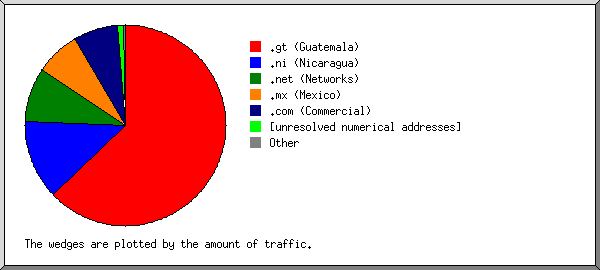 .gt (Guatemala)
.ni (Nicaragua)
.net (Networks)
.mx (Mexico)
.com (Commercial)
[unresolved numerical addresses]
Other
The wedges are plotted by the amount of traffic.